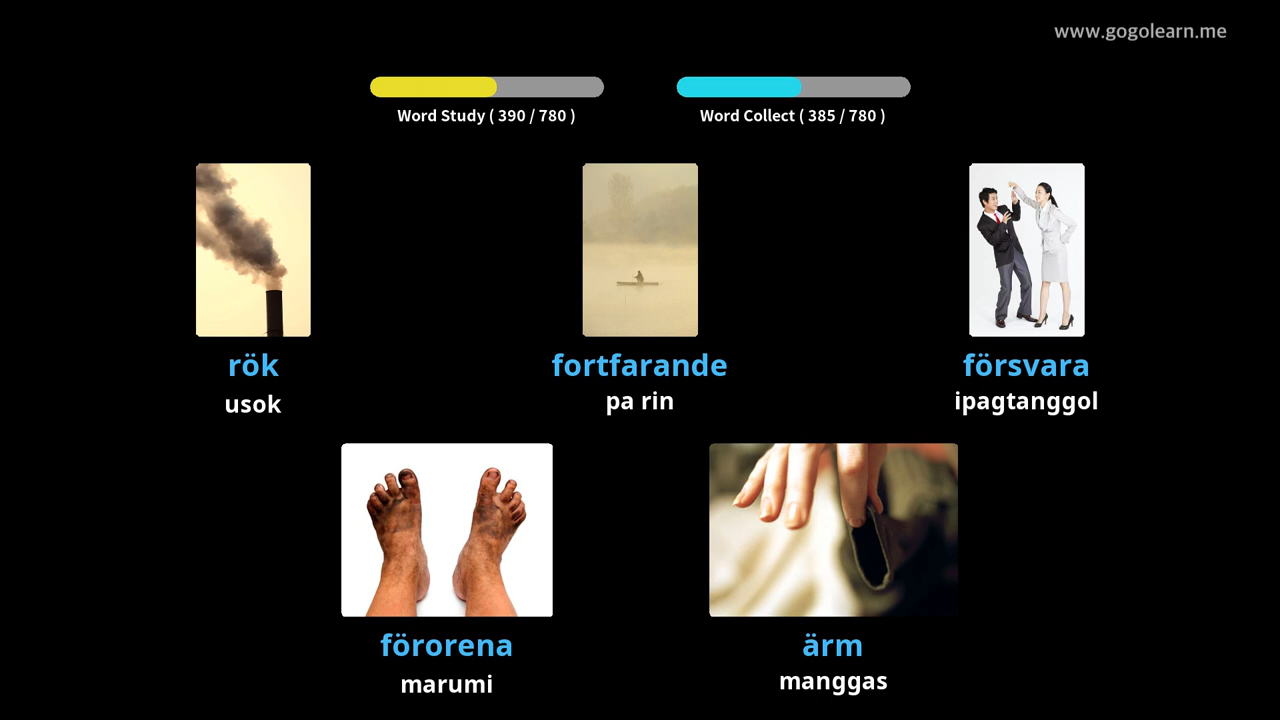 www.gogolearn.me
Word Study ( 390 / 780 )
Word Collect ( 385 / 780 )
rök
fortfarande
försvara
usok
pa rin
ipagtanggol
förorena
ärm
marumi
manggas